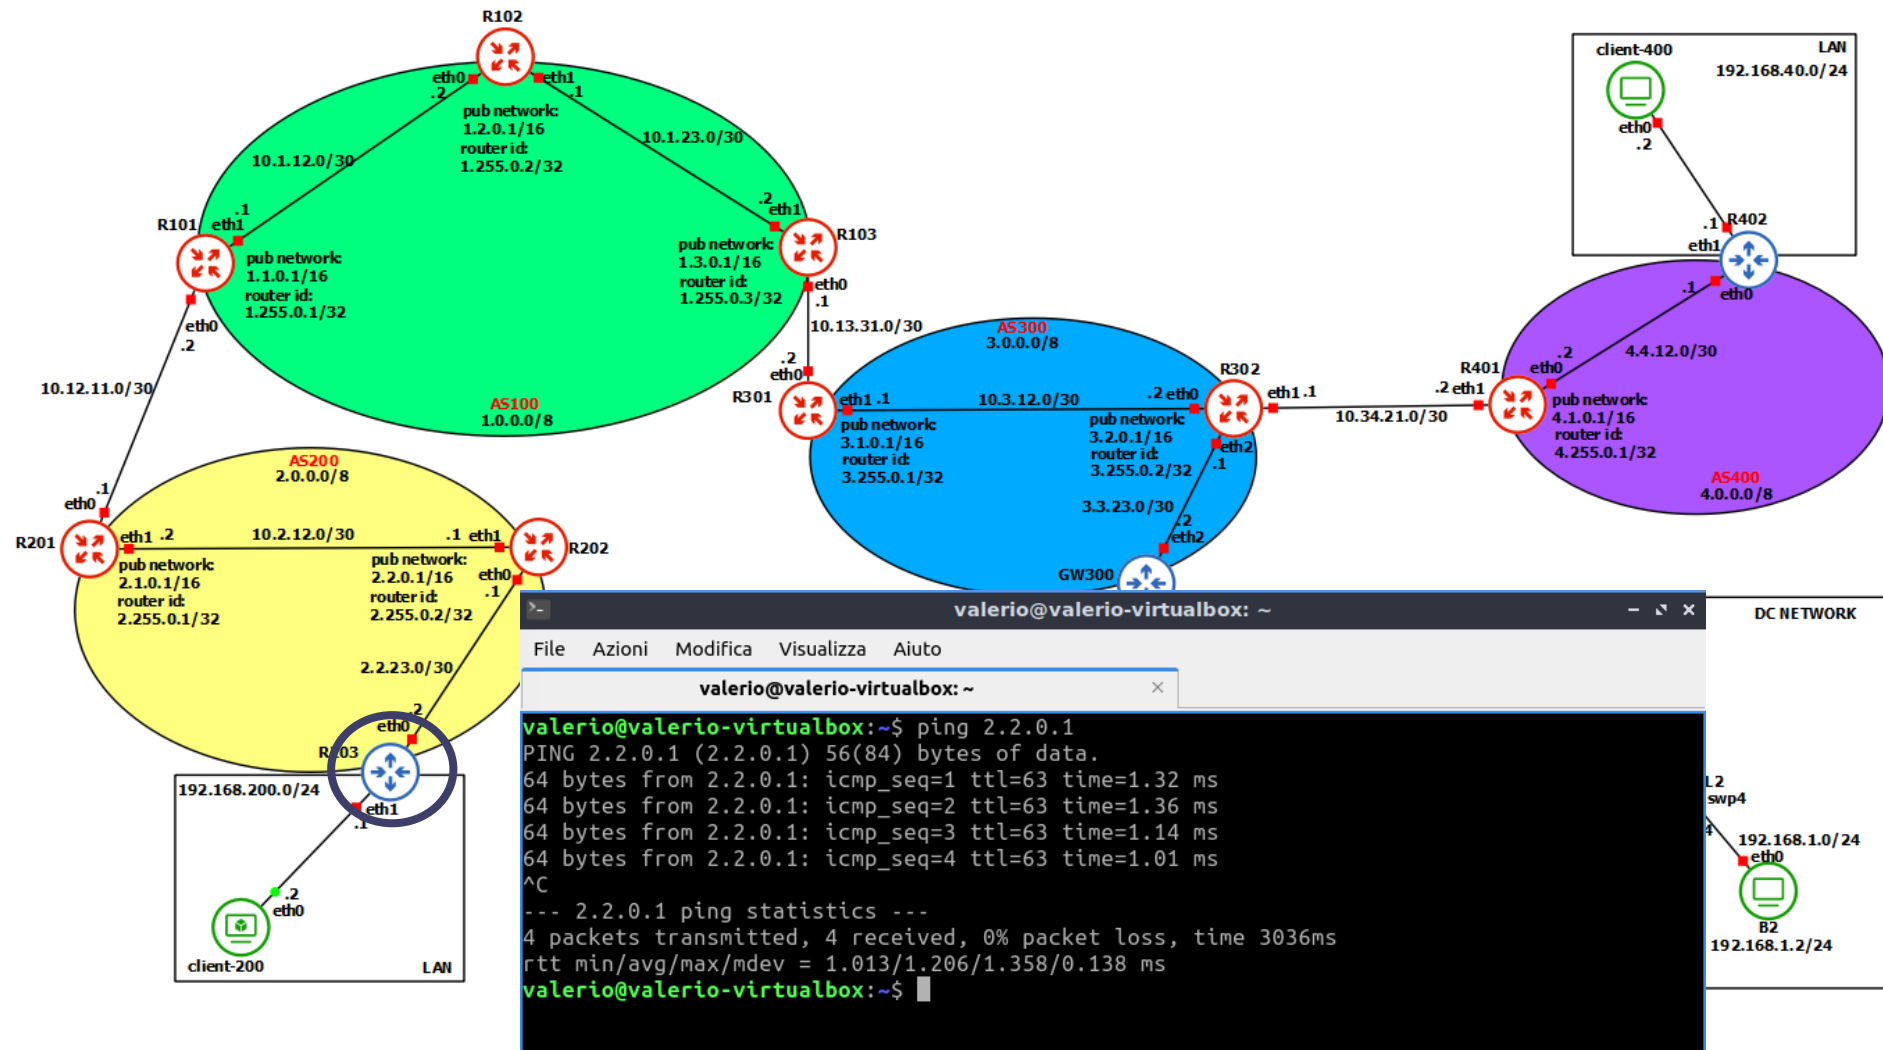 R102
eth0
.2
eth1
.1
pub network:
1.2.0.1/16
router id:
1.255.0.2/32
10.1.12.0/30
10.1.23.0/30
R101
.1
eth1
pub network:
1.1.0.1/16
router id:
1.255.0.1/32
eth0
.2
.2
eth1
R103
pub network:
1.3.0.1/16
router id:
1.255.0.3/32
eth0
.1
10.13.31.0/30
AS100
1.0.0.0/8
10.12.11.0/30
client-400
LAN
192.168.40.0/24
eth0
.2
.1
R402
eth1
.1
eth0
4.4.12.0/30
R401
.2
eth0
.2 eth1
pub network:
4.1.0.1/16
router id:
4.255.0.1/32
AS400
4.0.0.0/8
AS300
3.0.0.0/8
.2
eth0
R301
eth1 .1
10.3.12.0/30
.2 eth0
R302
eth1 .1
10.34.21.0/30
pub network:
3.1.0.1/16
router id:
3.255.0.1/32
pub network:
3.2.0.1/16
router id:
3.255.0.2/32
eth2
.1
3.3.23.0/30
.2
eth2
GW300
AS200
2.0.0.0/8
.1
eth0
R201
eth1 .2
10.2.12.0/30
.1 eth1
R202
pub network:
2.1.0.1/16
router id:
2.255.0.1/32
pub network:
2.2.0.1/16
router id:
2.255.0.2/32
eth0
.1
2.2.23.0/30
.2
eth0
R203
192.168.200.0/24
eth1
.1
.2
eth0
client-200
LAN
DC NETWORK
L2
swp4
4
192.168.1.0/24
eth0
B2
192.168.1.2/24
valerio@valerio-virtualbox: ~
File Azioni Modifica Visualizza Aiuto
valerio@valerio-virtualbox: ~
valerio@valerio-virtualbox:~$ ping 2.2.0.1
PING 2.2.0.1 (2.2.0.1) 56(84) bytes of data.
64 bytes from 2.2.0.1: icmp_seq=1 ttl=63 time=1.32 ms
64 bytes from 2.2.0.1: icmp_seq=2 ttl=63 time=1.36 ms
64 bytes from 2.2.0.1: icmp_seq=3 ttl=63 time=1.14 ms
64 bytes from 2.2.0.1: icmp_seq=4 ttl=63 time=1.01 ms
^C
--- 2.2.0.1 ping statistics ---
4 packets transmitted, 4 received, 0% packet loss, time 3036ms
rtt min/avg/max/mdev = 1.013/1.206/1.358/0.138 ms
valerio@valerio-virtualbox:~$